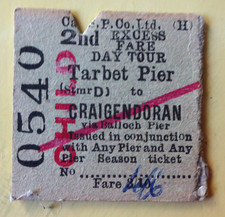 P.Co.Ltd. (H)
2nd EXCESS
FARE
DAY TOUR
Tarbet Pier
(Stmr D) to
CRAIGENDORAN
via Balloch Pier
Issued in conjunction
with Any Pier and Any
Pier Season ticket
No
Fare
0540
CHILD